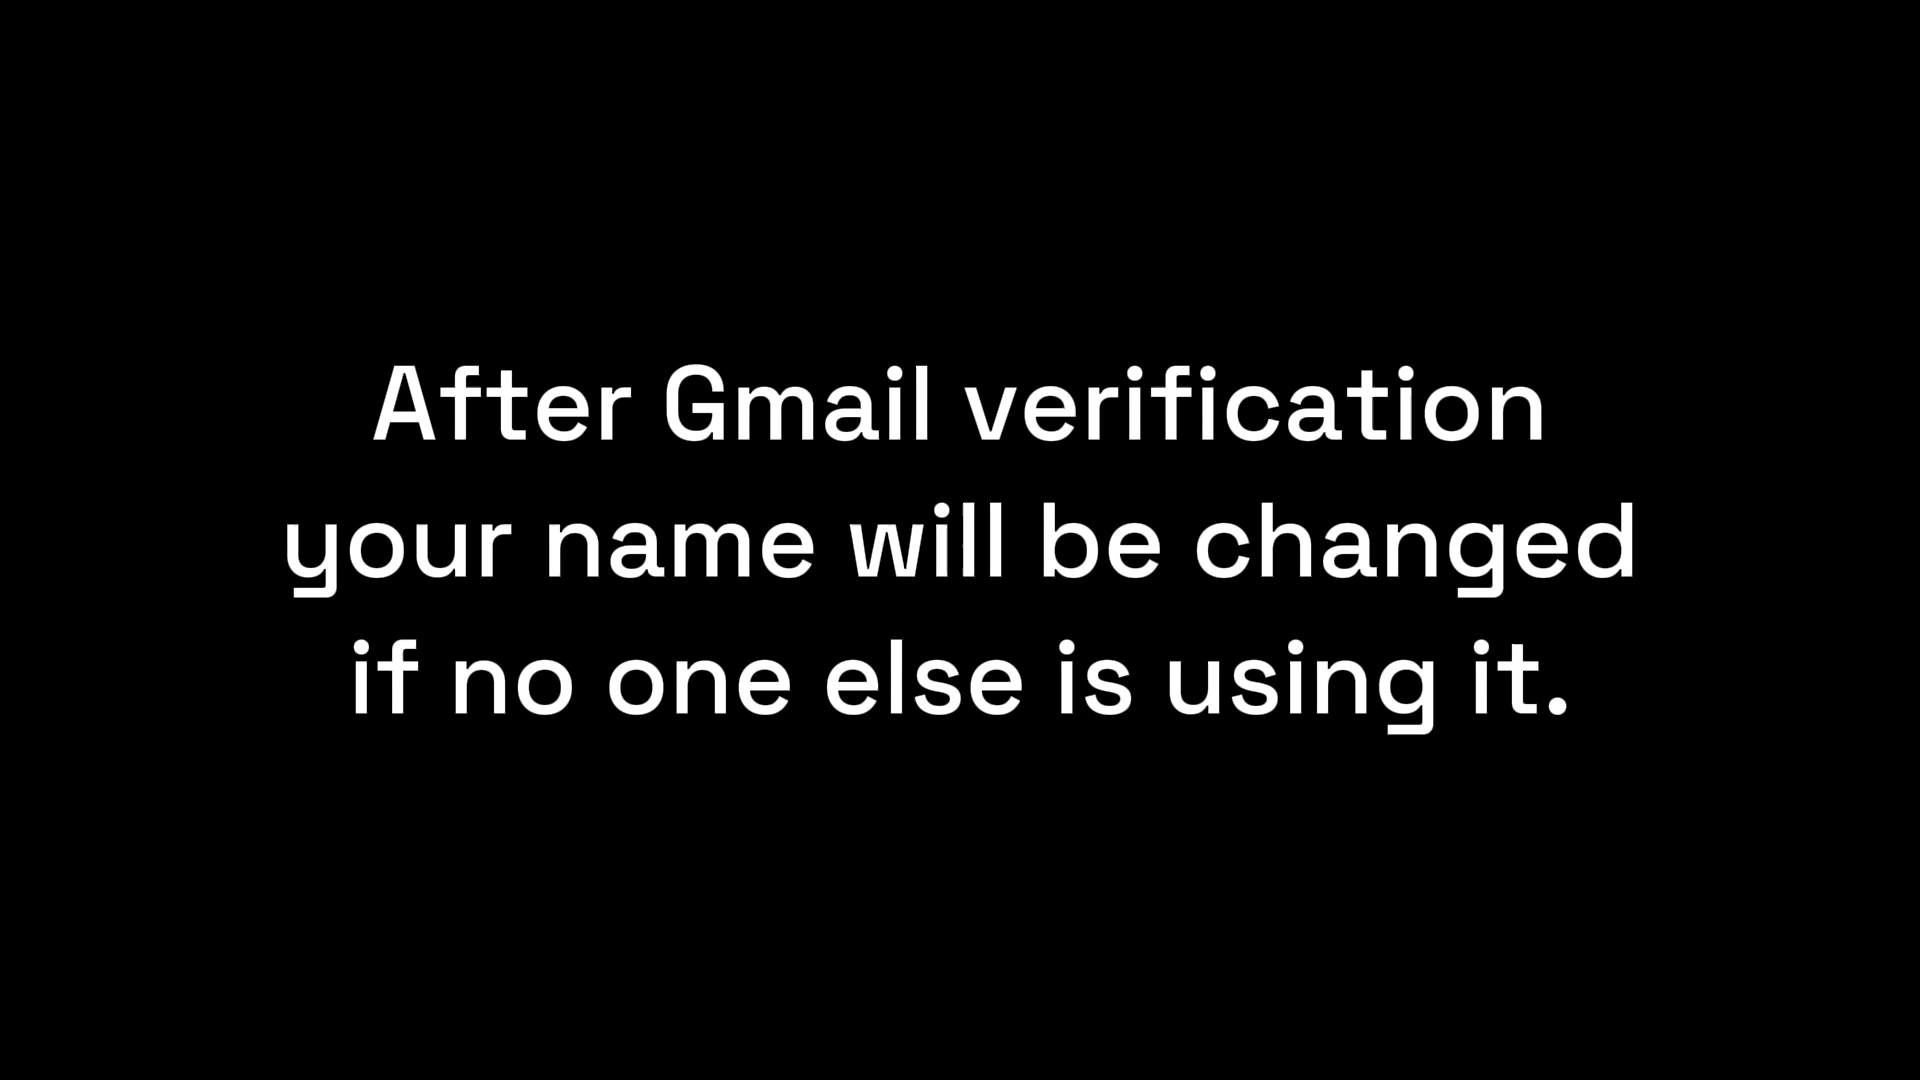 After Gmail verification
your name will be changed
if no one else is using it.